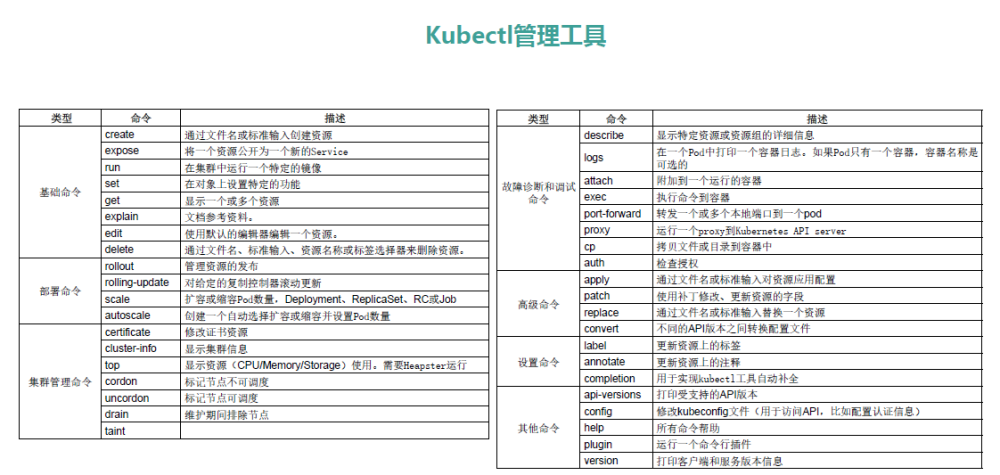 Kubectl管理工具
类型 命令 描述
基础命令
create 通过文件名或标准输入创建资源
expose 将一个资源公开为一个新的Service
run 在集群中运行一个特定的镜像
set 在对象上设置特定的功能
get 显示一个或多个资源
explain 文档参考资料。
edit 使用默认的编辑器编辑一个资源。
delete 通过文件名、标准输入、资源名称或标签选择器来删除资源。
部署命令
rollout 管理资源的发布
rolling-update 对给定的复制控制器滚动更新
scale 扩容或缩容Pod数量，Deployment、ReplicaSet、RC或Job
autoscale 创建一个自动选择扩容或缩容并设置Pod数量
集群管理命令
certificate 修改证书资源
cluster-info 显示集群信息
top 显示资源（CPU/Memory/Storage）使用。需要Heapster运行
cordon 标记节点不可调度
uncordon 标记节点可调度
drain 维护期间排除节点
taint
类型 命令 描述
故障诊断和调试
命令
describe 显示特定资源或资源组的详细信息
logs 在一个Pod中打印一个容器日志。如果Pod只有一个容器，容器名称是
可选的
attach 附加到一个运行的容器
exec 执行命令到容器
port-forward 转发一个或多个本地端口到一个pod
proxy 运行一个proxy到Kubernetes API server
cp 拷贝文件或目录到容器中
auth 检查授权
高级命令
apply 通过文件名或标准输入对资源应用配置
patch 使用补丁修改、更新资源的字段
replace 通过文件名或标准输入替换一个资源
convert 不同的API版本之间转换配置文件
设置命令
label 更新资源上的标签
annotate 更新资源上的注释
completion 用于实现kubectl工具自动补全
其他命令
api-versions 打印受支持的API版本
config 修改kubeconfig文件（用于访问API，比如配置认证信息）
help 所有命令帮助
plugin 运行一个命令行插件
version 打印客户端和服务版本信息